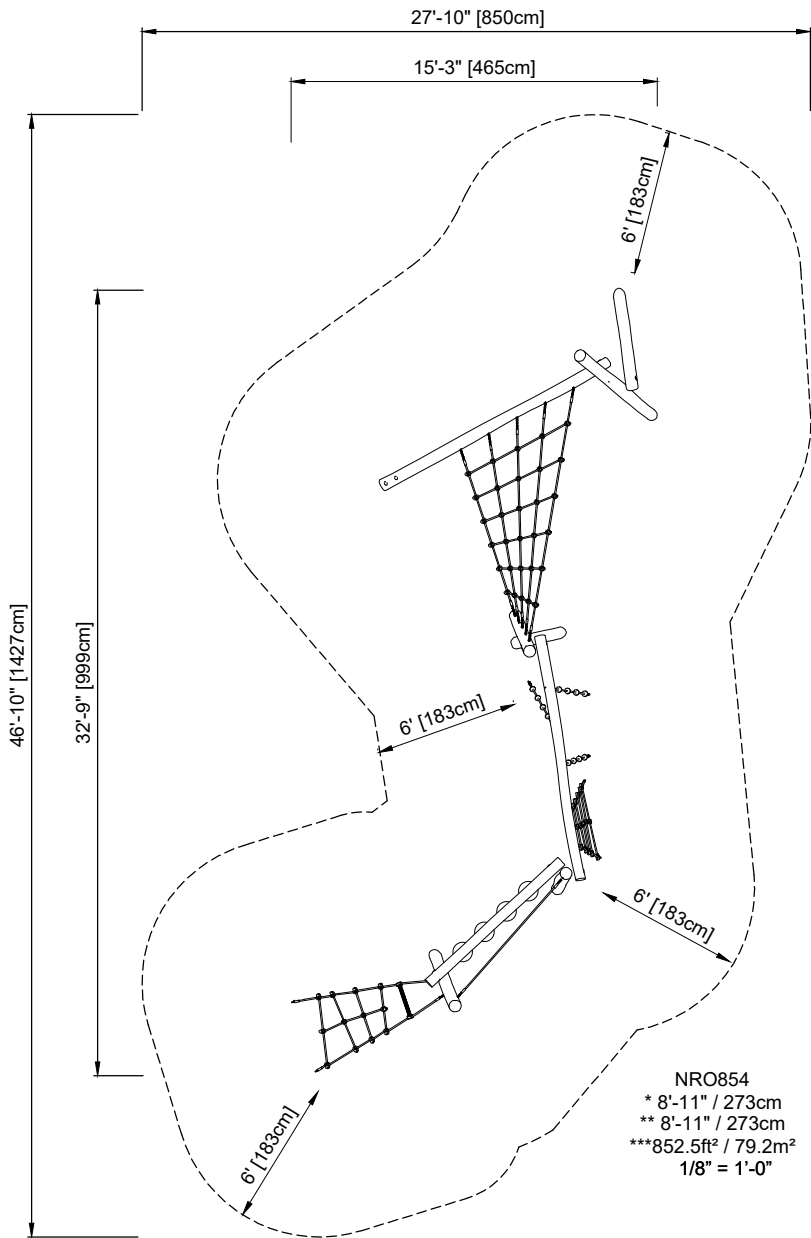 27'-10" [850cm]
15'-3" [465cm]
6' [183cm]
46'-10" [1427cm]
32'-9" [999cm]
6' [183cm]
6' [183cm]
6' [183cm]
NRO854
* 8'-11" / 273cm
** 8'-11" / 273cm
***852.5ft² / 79.2m²
1/8” = 1’-0”